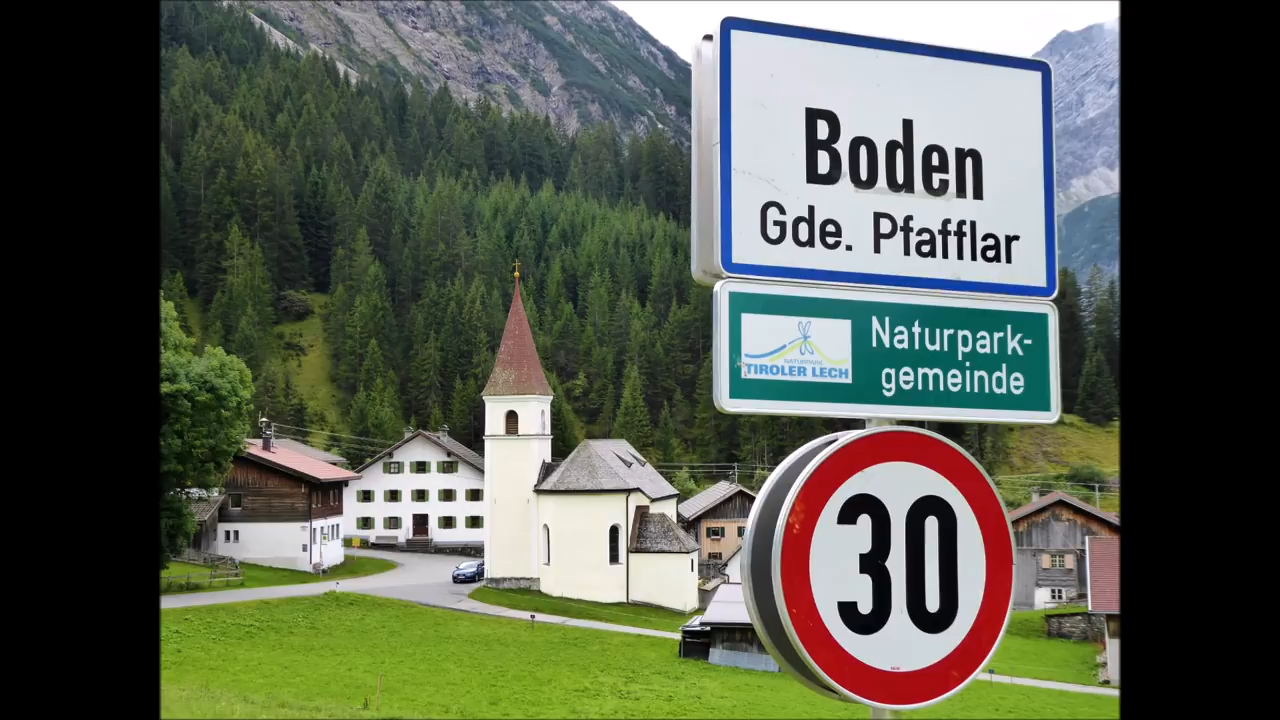 Boden
Gde. Pfafflar
Naturpark-
gemeinde
NATURPARK
TIROLER LECH
30